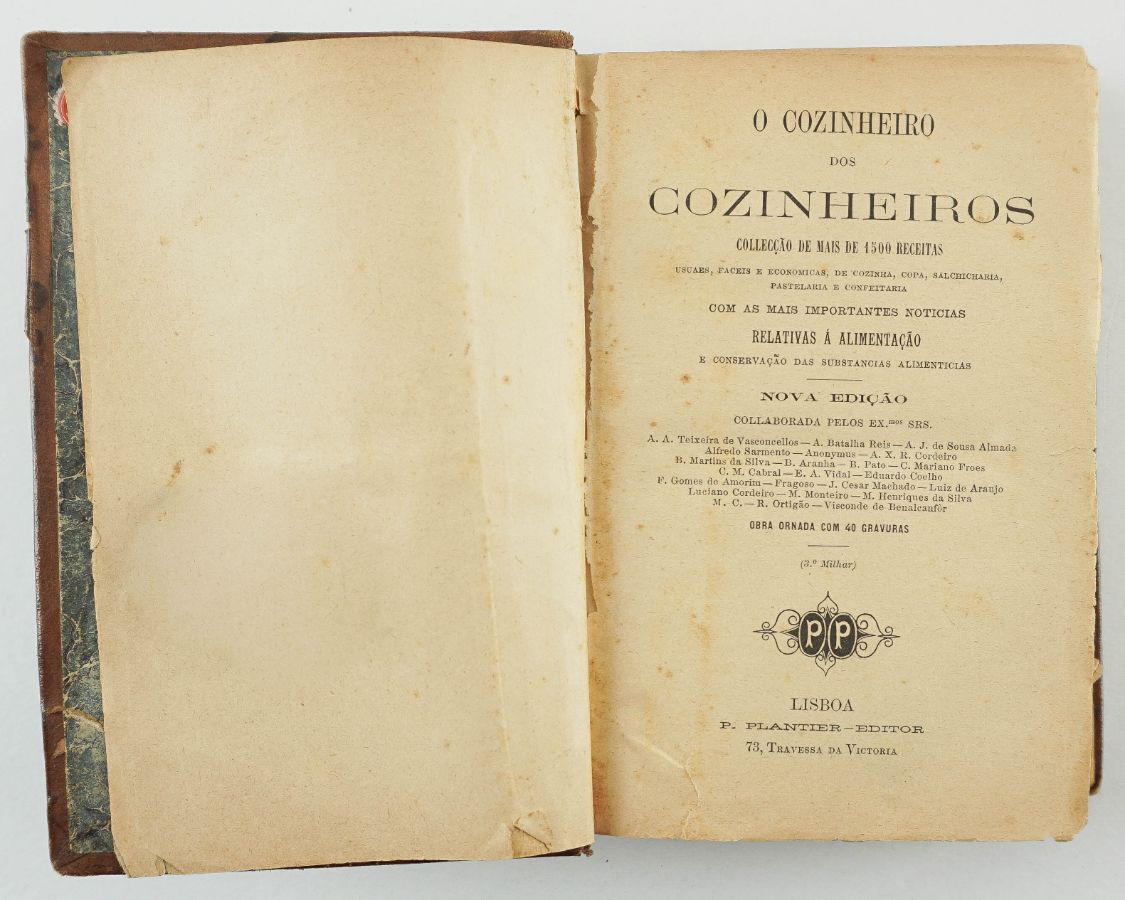 O COZINHEIRO
DOS
COZINHEIROS
COLLECÇÃO DE MAIS DE 1500 RECEITAS
USUAES, FACEIS E ECONOMICAS, DE COZINHA, COPA, SALCHICHARIA,
PASTELARIA E CONFEITARIA
COM AS MAIS IMPORTANTES NOTICIAS
RELATIVAS Á ALIMENTAÇÃO
E CONSERVAÇÃO DAS SUBSTANCIAS ALIMENTICIAS
NOVA EDIÇÃO
COLLABORADA PELOS EX.mos SRS.
A. A. Teixeira de Vasconcellos — A. Batalha Reis — A. J. de Sousa Almada
Alfredo Sarmento — Anonymus — A. X. R. Cordeiro
B. Martins da Silva — B. Aranha — B. Pato — C. Mariano Froes
C. M. Cabral — E. A. Vidal — Eduardo Coelho
F. Gomes de Amorim — Fragoso — J. Cesar Machado — Luiz de Araujo
Luciano Cordeiro — M. Monteiro — M. Henriques da Silva
M. C. — R. Ortigão — Visconde de Benalcanfôr
OBRA ORNADA COM 40 GRAVURAS
(3.º Milhar)
PP
LISBOA
P. PLANTIER—EDITOR
73, TRAVESSA DA VICTORIA